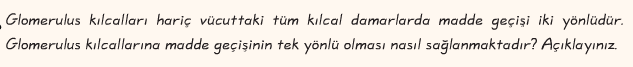 Glomerulus kılcalları hariç vücuttaki tüm kılcal damarlarda madde geçişi iki yönlüdür.
Glomerulus kılcallarına madde geçişinin tek yönlü olması nasıl sağlanmaktadır? Açıklayınız.